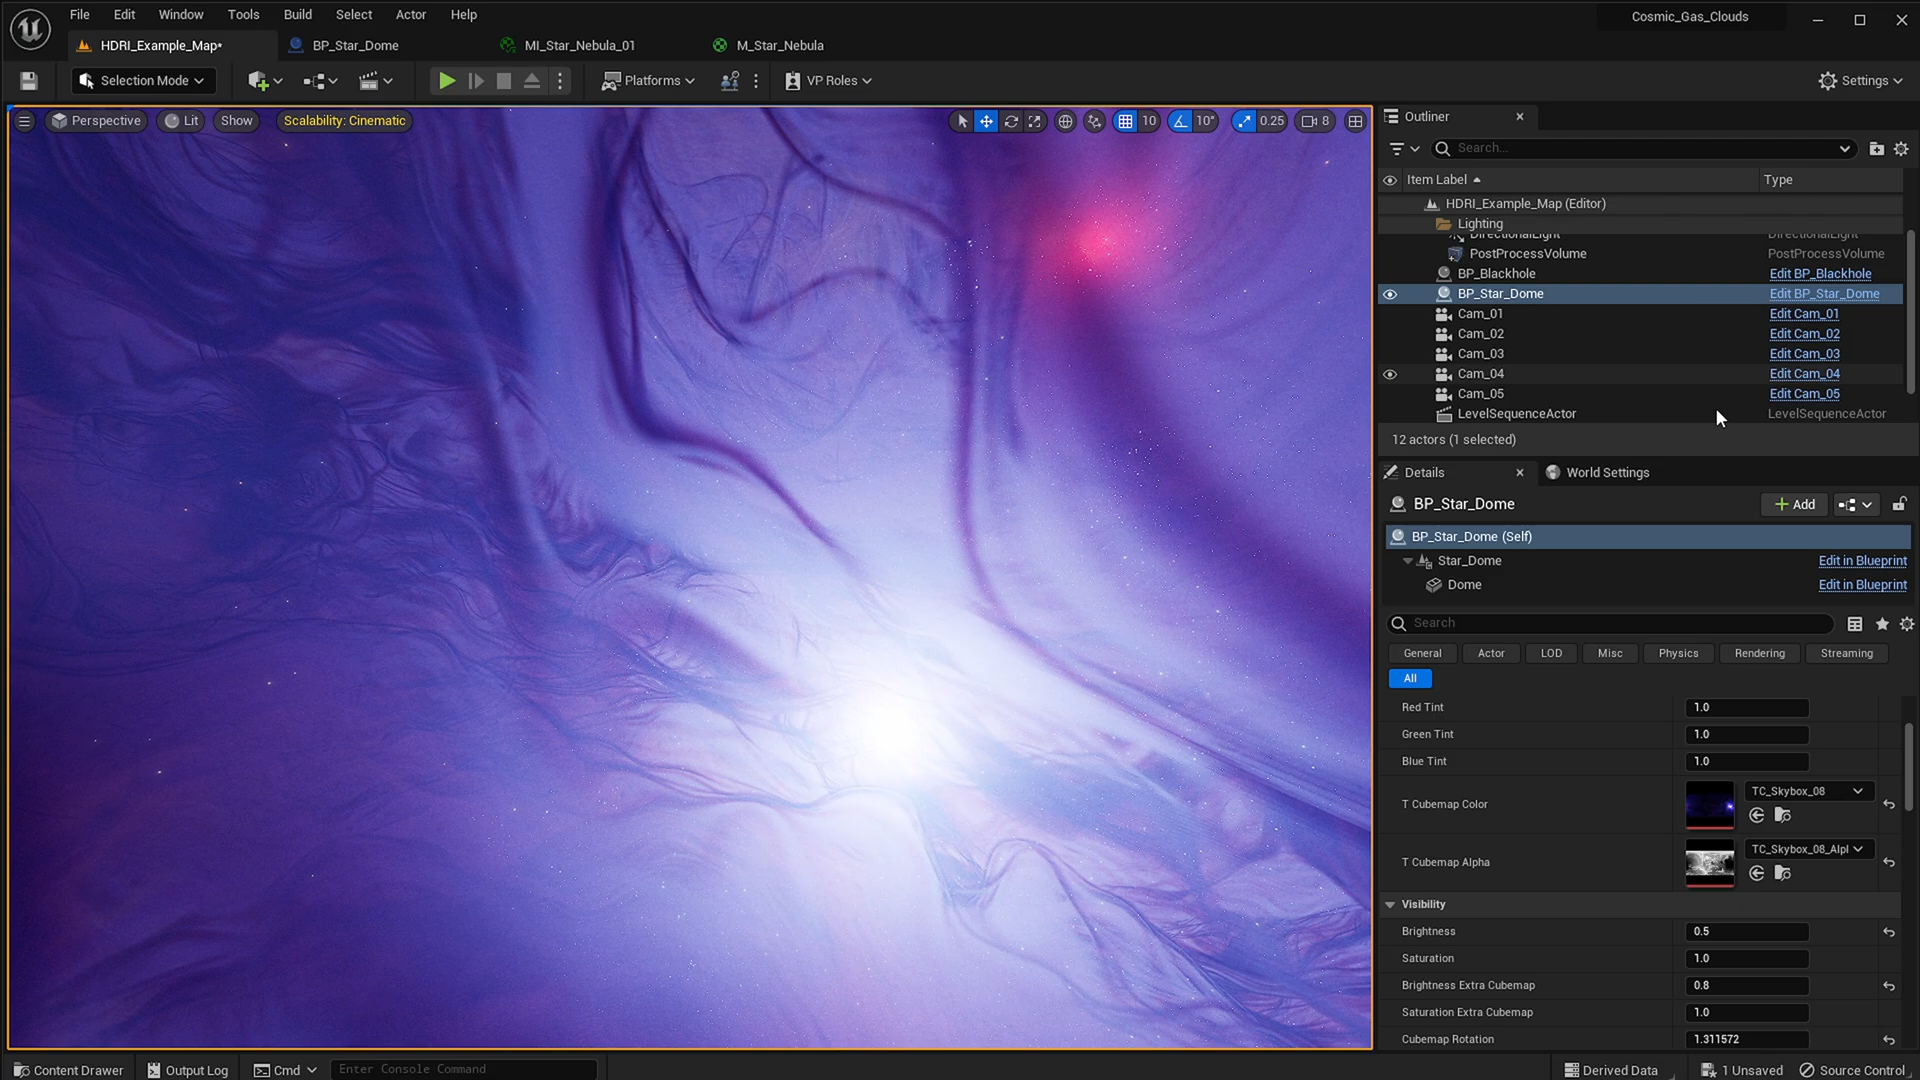 File Edit Window Tools Build Select Actor Help
Cosmic_Gas_Clouds
HDRI_Example_Map*
BP_Star_Dome
MI_Star_Nebula_01
M_Star_Nebula
Selection Mode
Platforms
VP Roles
Settings
Perspective
Lit
Show
Scalability: Cinematic
10
10°
0.25
8
Outliner
Search...
Item Label
Type
HDRI_Example_Map (Editor)
Lighting
DirectionalLight DirectionalLight
PostProcessVolume PostProcessVolume
BP_Blackhole Edit BP_Blackhole
BP_Star_Dome Edit BP_Star_Dome
Cam_01 Edit Cam_01
Cam_02 Edit Cam_02
Cam_03 Edit Cam_03
Cam_04 Edit Cam_04
Cam_05 Edit Cam_05
LevelSequenceActor LevelSequenceActor
12 actors (1 selected)
Details
World Settings
BP_Star_Dome
Add
BP_Star_Dome (Self)
Star_Dome Edit in Blueprint
Dome Edit in Blueprint
Search
General Actor LOD Misc Physics Rendering Streaming
All
Red Tint 1.0
Green Tint 1.0
Blue Tint 1.0
T Cubemap Color TC_Skybox_08
T Cubemap Alpha TC_Skybox_08_Alpl
Visibility
Brightness 0.5
Saturation 1.0
Brightness Extra Cubemap 0.8
Saturation Extra Cubemap 1.0
Cubemap Rotation 1.311572
Content Drawer
Output Log
Cmd
Enter Console Command
Derived Data
1 Unsaved
Source Control